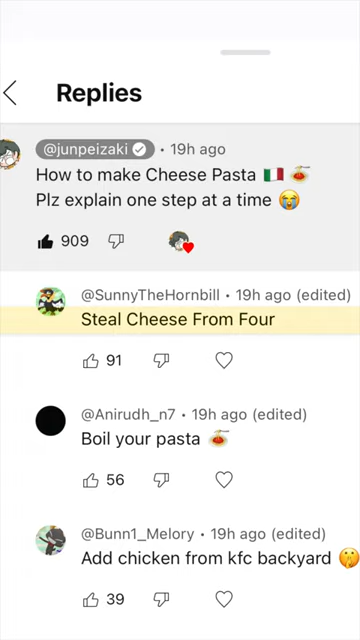 Replies
@junpeizaki • 19h ago
How to make Cheese Pasta 🇮🇹 🍝
Plz explain one step at a time 😭
909
@SunnyTheHornbill • 19h ago (edited)
Steal Cheese From Four
91
@Anirudh_n7 • 19h ago (edited)
Boil your pasta 🍝
56
@Bunn1_Melory • 19h ago (edited)
Add chicken from kfc backyard 🤫
39